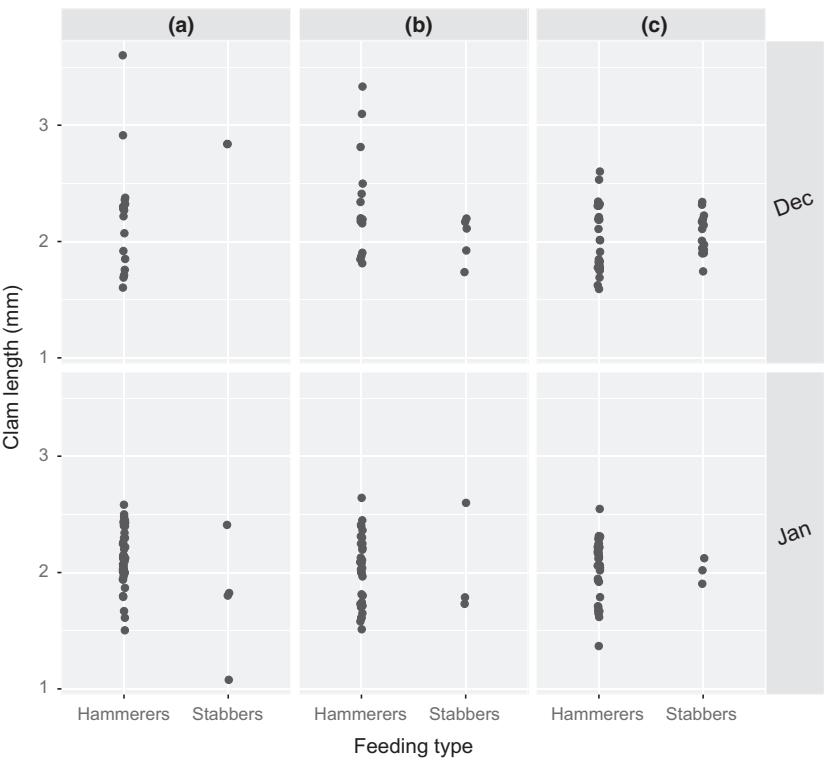 (a) (b) (c)
3
2
1
Dec
3
2
1
Jan
Clam length (mm)
Hammerers Stabbers Hammerers Stabbers Hammerers Stabbers
Feeding type